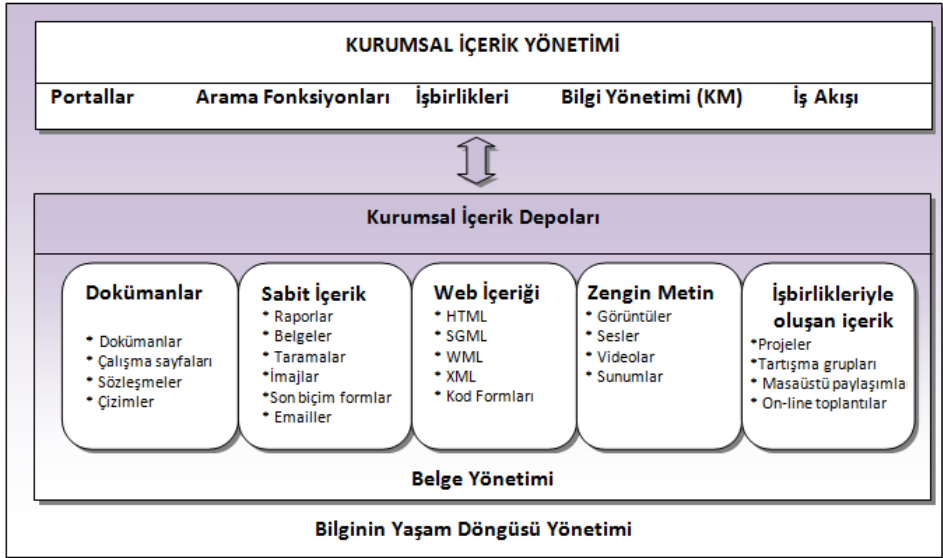 KURUMSAL İÇERİK YÖNETİMİ
Portallar Arama Fonksiyonları İşbirlikleri Bilgi Yönetimi (KM) İş Akışı
Kurumsal İçerik Depoları
Dokümanlar
* Dokümanlar
* Çalışma sayfaları
* Sözleşmeler
* Çizimler
Sabit İçerik
* Raporlar
* Belgeler
* Taramalar
*İmajlar
*Son biçim formlar
* Emailler
Web İçeriği
* HTML
* SGML
* WML
* XML
* Kod Formları
Zengin Metin
* Görüntüler
* Sesler
* Videolar
* Sunumlar
İşbirlikleriyle
oluşan içerik
*Projeler
*Tartışma grupları
* Masaüstü paylaşımla
* On-line toplantılar
Belge Yönetimi
Bilginin Yaşam Döngüsü Yönetimi